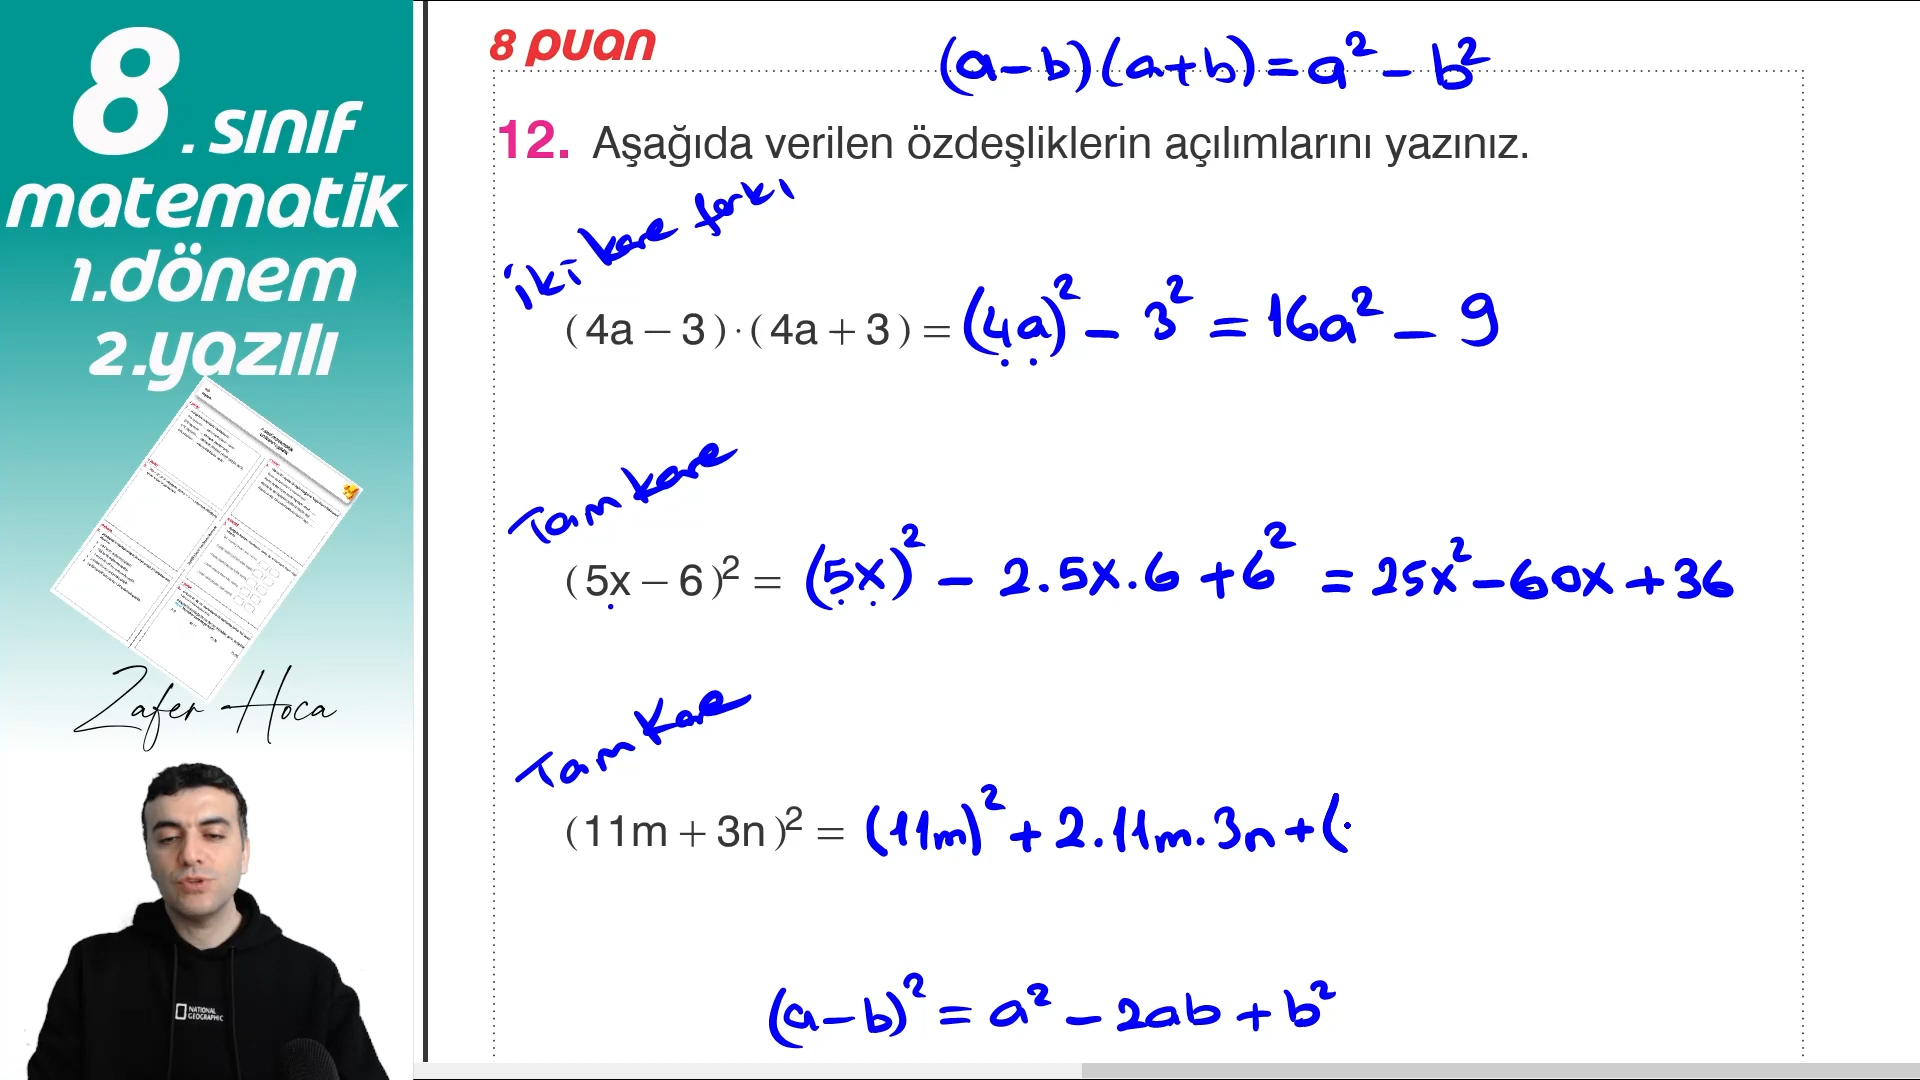 8
.sınıf
matematik
1.dönem
2.yazılı
Zafer Hoca
NATIONAL
GEOGRAPHIC
8 puan
(a-b)(a+b)=a²-b²
12. Aşağıda verilen özdeşliklerin açılımlarını yazınız.
iki kare farkı
(4a − 3)·(4a + 3) = (4a)² - 3² = 16a² - 9
Tam kare
(5x − 6)² = (5x)² - 2.5x.6 +6² = 25x²-60x+36
Tam kare
(11m + 3n)² = (11m)² + 2.11m.3n+(
(a-b)² = a² - 2ab + b²